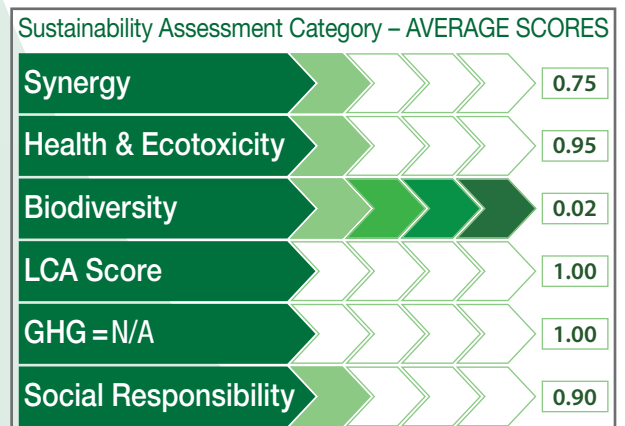 Sustainability Assessment Category – AVERAGE SCORES
Synergy 0.75
Health & Ecotoxicity 0.95
Biodiversity 0.02
LCA Score 1.00
GHG = N/A 1.00
Social Responsibility 0.90